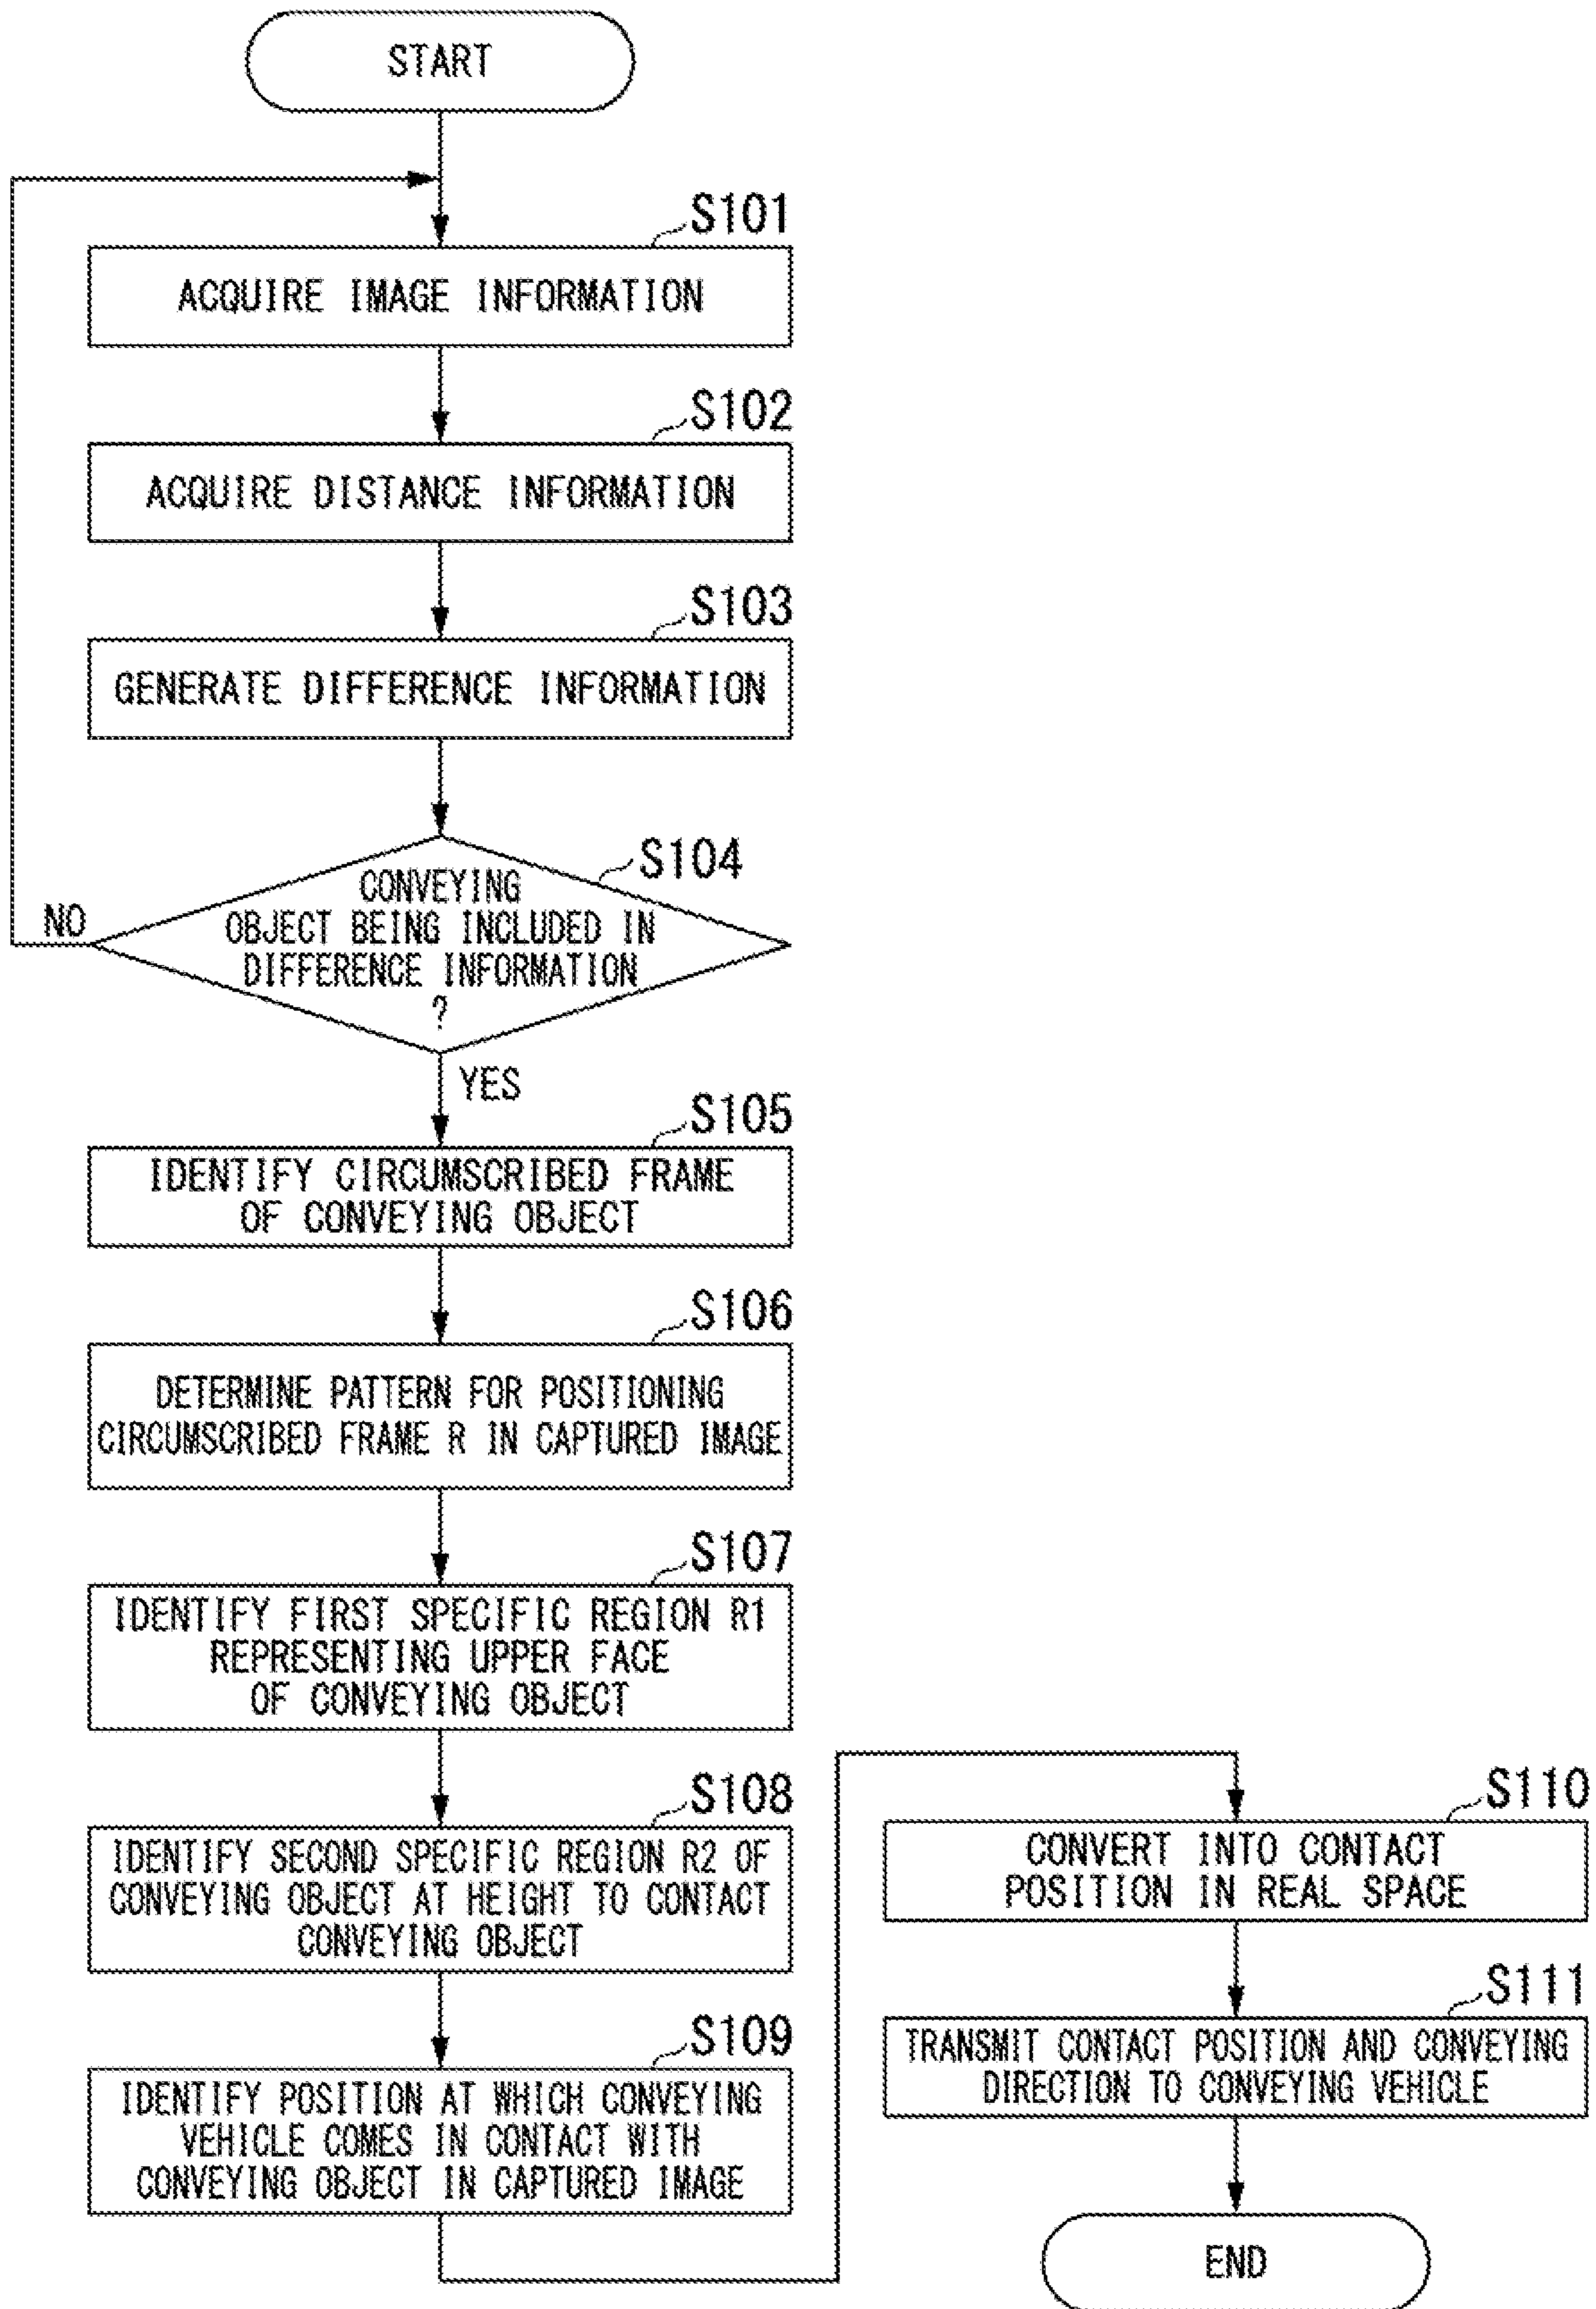 START
S101
ACQUIRE IMAGE INFORMATION
S102
ACQUIRE DISTANCE INFORMATION
S103
GENERATE DIFFERENCE INFORMATION
S104
CONVEYING
OBJECT BEING INCLUDED IN
DIFFERENCE INFORMATION
?
NO
YES
S105
IDENTIFY CIRCUMSCRIBED FRAME
OF CONVEYING OBJECT
S106
DETERMINE PATTERN FOR POSITIONING
CIRCUMSCRIBED FRAME R IN CAPTURED IMAGE
S107
IDENTIFY FIRST SPECIFIC REGION R1
REPRESENTING UPPER FACE
OF CONVEYING OBJECT
S108
IDENTIFY SECOND SPECIFIC REGION R2 OF
CONVEYING OBJECT AT HEIGHT TO CONTACT
CONVEYING OBJECT
S109
IDENTIFY POSITION AT WHICH CONVEYING
VEHICLE COMES IN CONTACT WITH
CONVEYING OBJECT IN CAPTURED IMAGE
S110
CONVERT INTO CONTACT
POSITION IN REAL SPACE
S111
TRANSMIT CONTACT POSITION AND CONVEYING
DIRECTION TO CONVEYING VEHICLE
END